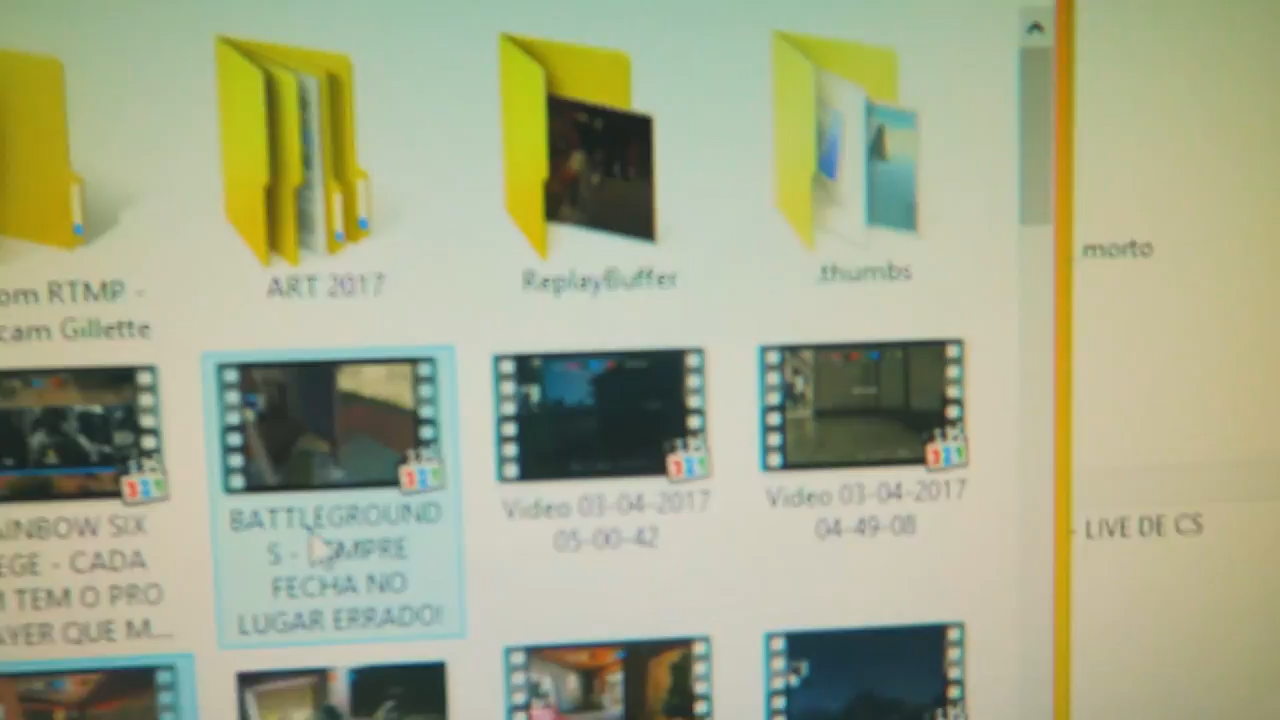 om RTMP -
cam Gillette
ART 2017
ReplayBuffer
.thumbs
morto
AINBOW SIX
EGE - CADA
M TEM O PRO
AYER QUE M...
BATTLEGROUND
S - SEMPRE
FECHA NO
LUGAR ERRADO!
Video 03-04-2017
05-00-42
Video 03-04-2017
04-49-08
- LIVE DE CS